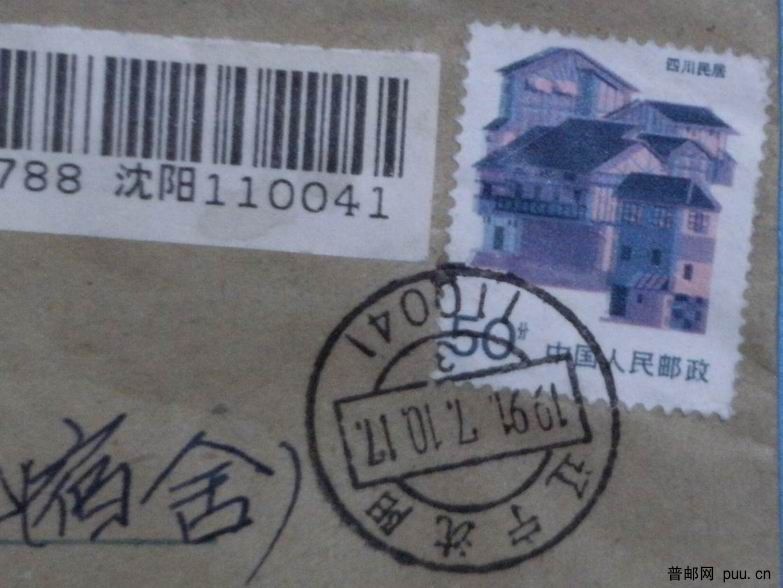 788 沈阳110041
四川民居
50分
中国人民邮政
110041
3
1991.7.10.17.
辽宁沈阳
宿舍)
普邮网 puu.cn